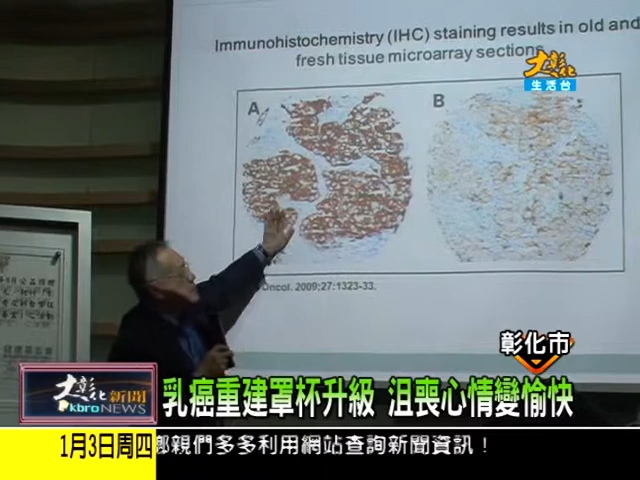 Immunohistochemistry (IHC) staining results in old and
fresh tissue microarray sections
大彰化
生活台
A
B
Oncol. 2009;27:1323-33.
彰化市
大彰化 新聞
kbro NEWS
乳癌重建罩杯升級 沮喪心情變愉快
1月3日周四
鄉親們多多利用網站查詢新聞資訊！